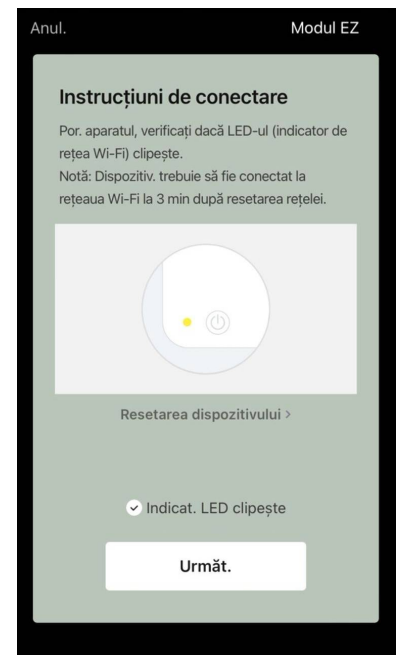 Anul. Modul EZ
Instrucțiuni de conectare
Por. aparatul, verificați dacă LED-ul (indicator de
rețea Wi-Fi) clipește.
Notă: Dispozitiv. trebuie să fie conectat la
rețeaua Wi-Fi la 3 min după resetarea rețelei.
Resetarea dispozitivului >
Indicat. LED clipește
Următ.